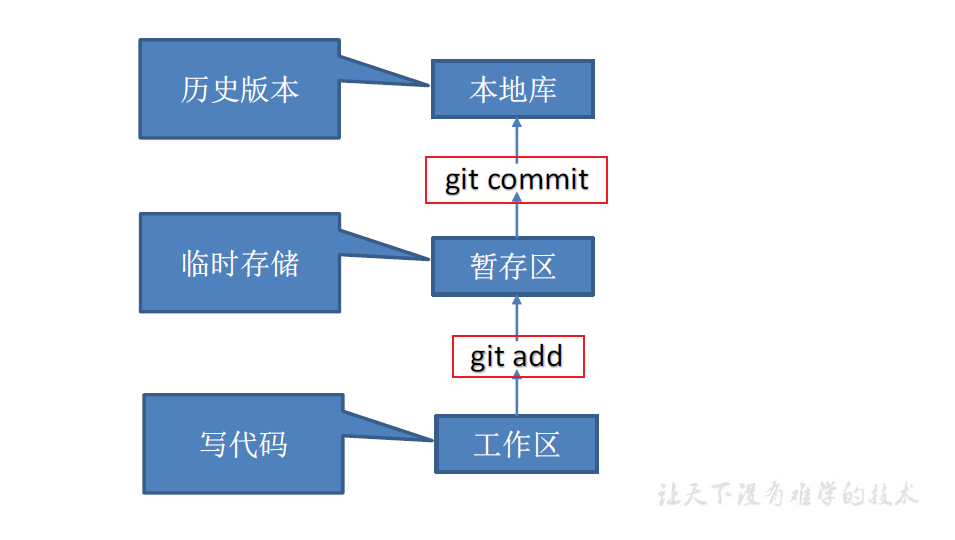 历史版本
本地库
git commit
临时存储
暂存区
git add
写代码
工作区
让天下没有难学的技术